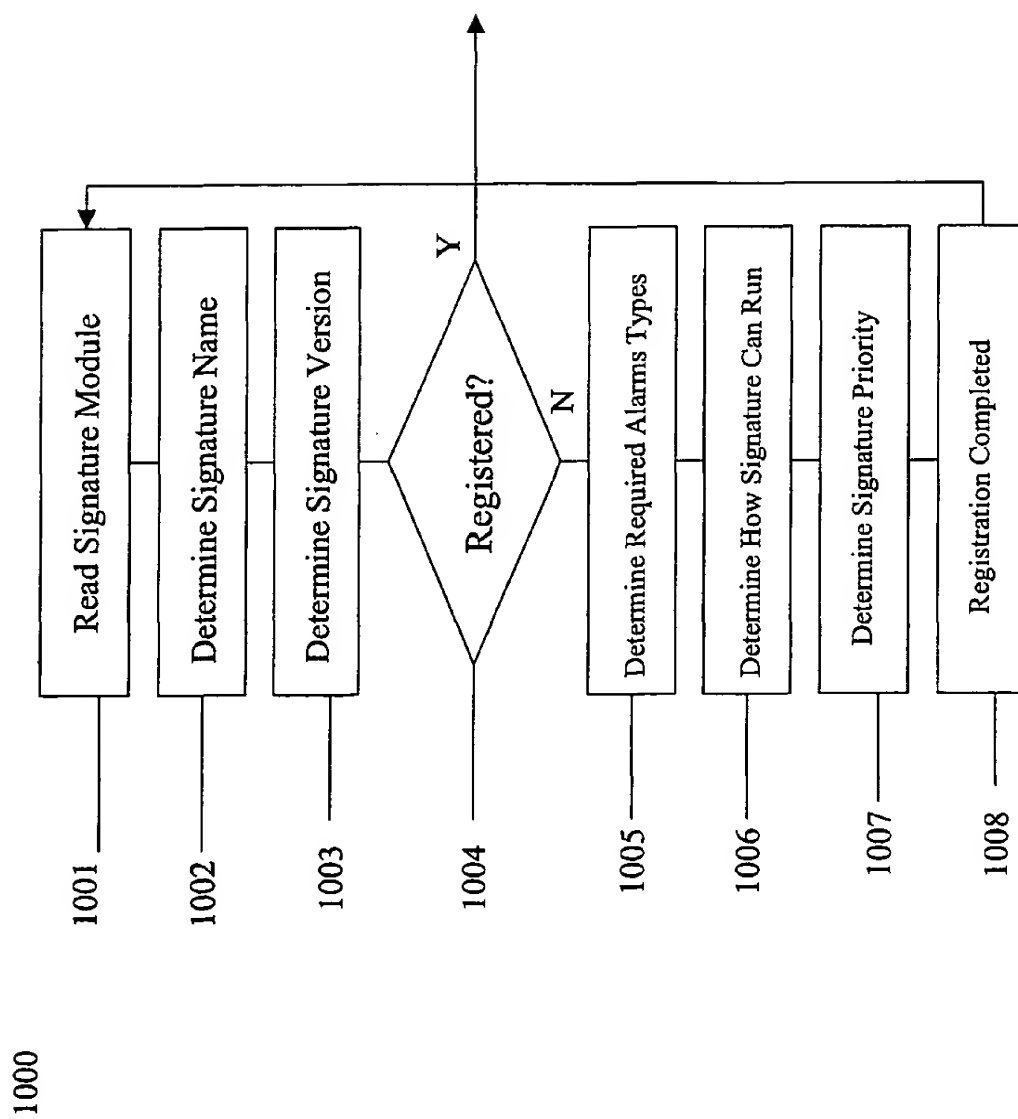 1000
1001
Read Signature Module
1002
Determine Signature Name
1003
Determine Signature Version
1004
Registered?
Y
N
1005
Determine Required Alarms Types
1006
Determine How Signature Can Run
1007
Determine Signature Priority
1008
Registration Completed